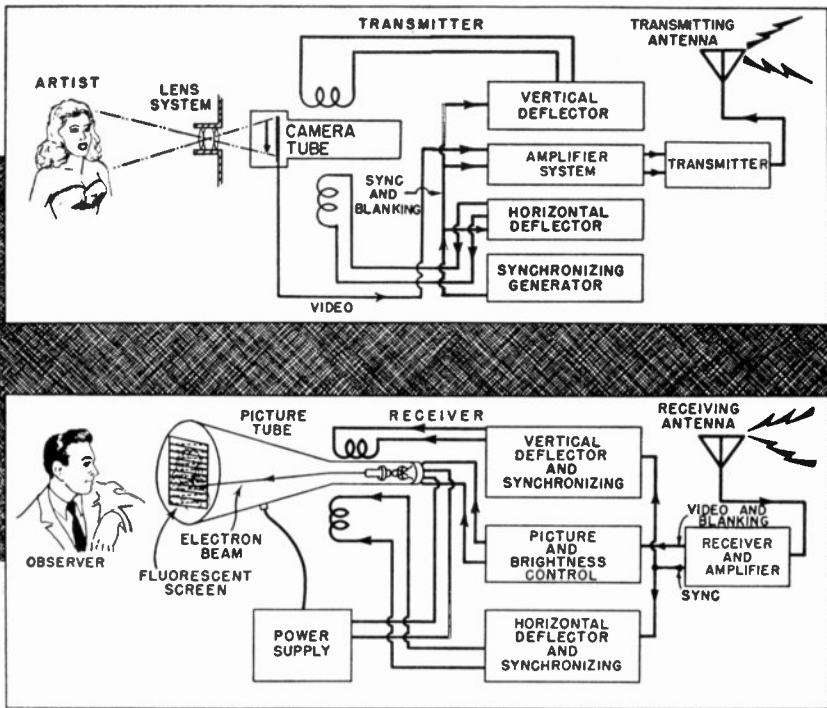 TRANSMITTER
TRANSMITTING
ANTENNA
ARTIST
LENS
SYSTEM
CAMERA
TUBE
VERTICAL
DEFLECTOR
AMPLIFIER
SYSTEM
TRANSMITTER
SYNC
AND
BLANKING
HORIZONTAL
DEFLECTOR
SYNCHRONIZING
GENERATOR
VIDEO
PICTURE
TUBE
RECEIVER
RECEIVING
ANTENNA
VERTICAL
DEFLECTOR
AND
SYNCHRONIZING
VIDEO AND
BLANKING
ELECTRON
BEAM
OBSERVER
FLUORESCENT
SCREEN
PICTURE
AND
BRIGHTNESS
CONTROL
RECEIVER
AND
AMPLIFIER
SYNC
POWER
SUPPLY
HORIZONTAL
DEFLECTOR
AND
SYNCHRONIZING